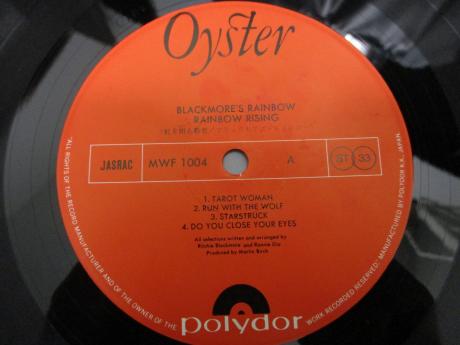 Oyster
BLACKMORE'S RAINBOW
RAINBOW RISING
JASRAC
MWF 1004
A
ST
33
1. TAROT WOMAN
2. RUN WITH THE WOLF
3. STARSTRUCK
4. DO YOU CLOSE YOUR EYES
All selections written and arranged by
Ritchie Blackmore and Ronnie Dio
Produced by Martin Birch
"ALL RIGHTS OF THE RECORD MANUFACTURER AND OF THE OWNER OF THE
WORK RECORDED RESERVED"
MANUFACTURED BY POLYDOR K.K., JAPAN.
polydor